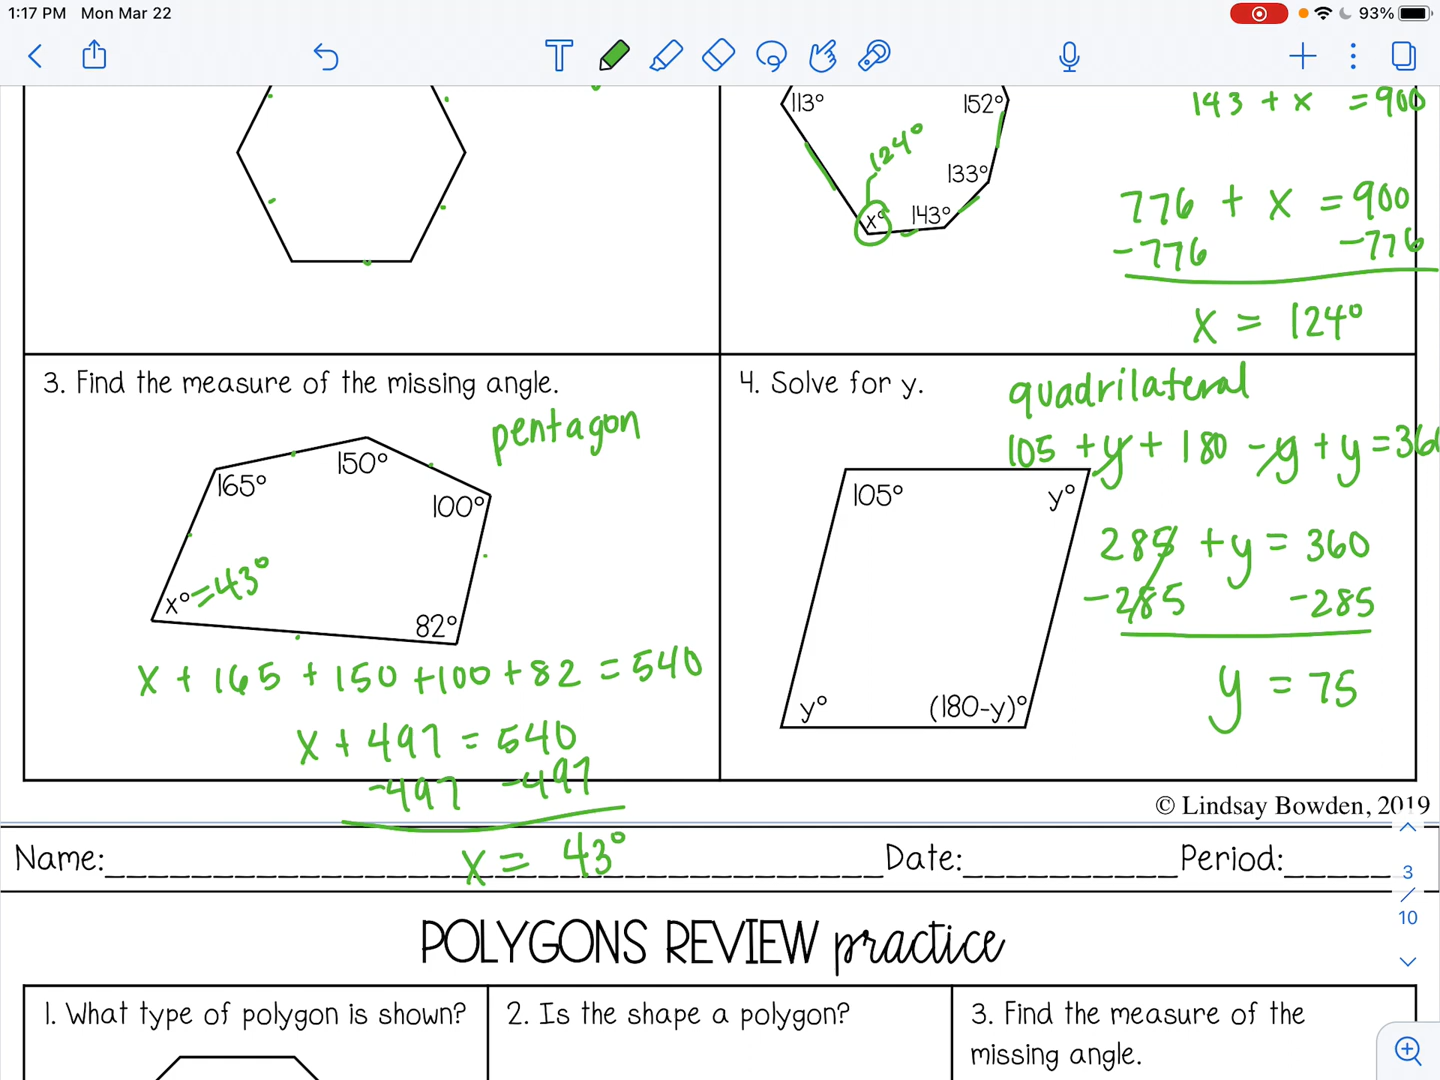 1:17 PM Mon Mar 22
93%
113°
152°
143 + x = 900
124°
133°
x°
143°
776 + x = 900
-776 -776
x = 124°
3. Find the measure of the missing angle.
pentagon
165°
150°
100°
x° = 43°
82°
x + 165 + 150 + 100 + 82 = 540
x + 497 = 540
-497 -497
x = 43°
4. Solve for y.
quadrilateral
105 + y + 180 - y + y = 360
105°
y°
285 + y = 360
-285 -285
y = 75
y°
(180-y)°
© Lindsay Bowden, 2019
Name: Date: Period:
3
/
10
POLYGONS REVIEW practice
1. What type of polygon is shown?
2. Is the shape a polygon?
3. Find the measure of the
missing angle.